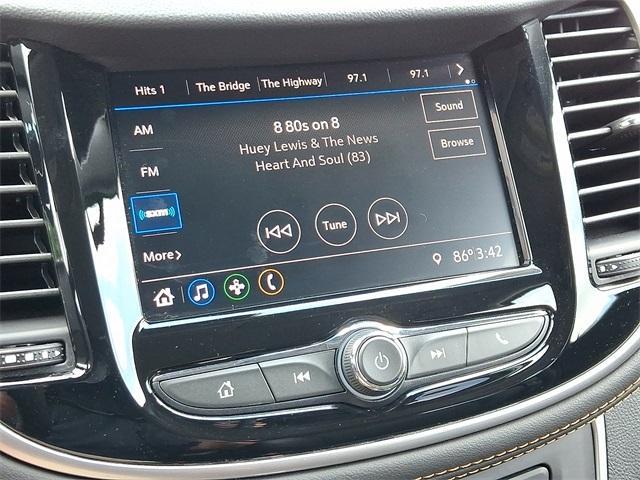 Hits 1 The Bridge The Highway 97.1 97.1
AM
8 80s on 8
Sound
Huey Lewis & The News
Browse
FM
Heart And Soul (83)
((sxm))
Tune
More
86° 3:42